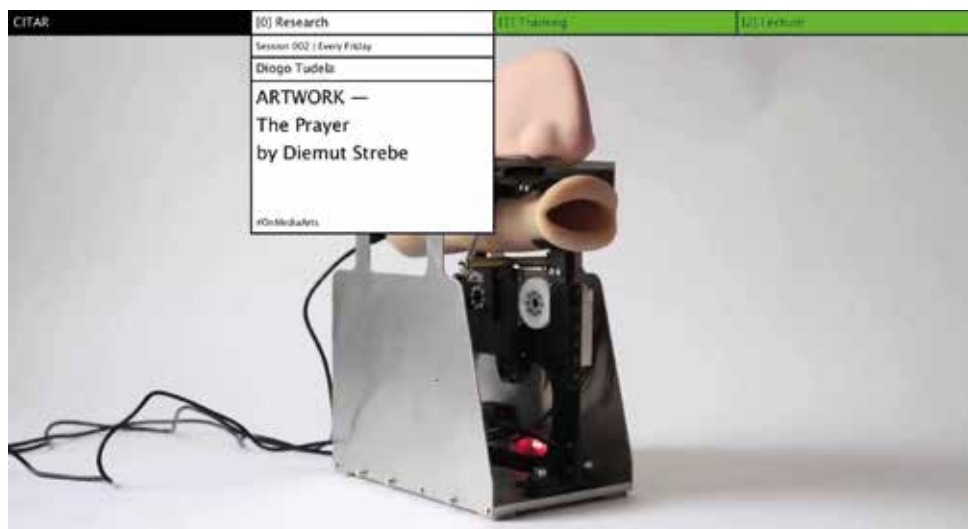 CITAR
[0] Research
[1] Training
[2] Lecture
Session 002 | Every Friday
Diogo Tudela
ARTWORK —
The Prayer
by Diemut Strebe
#OnMediaArts